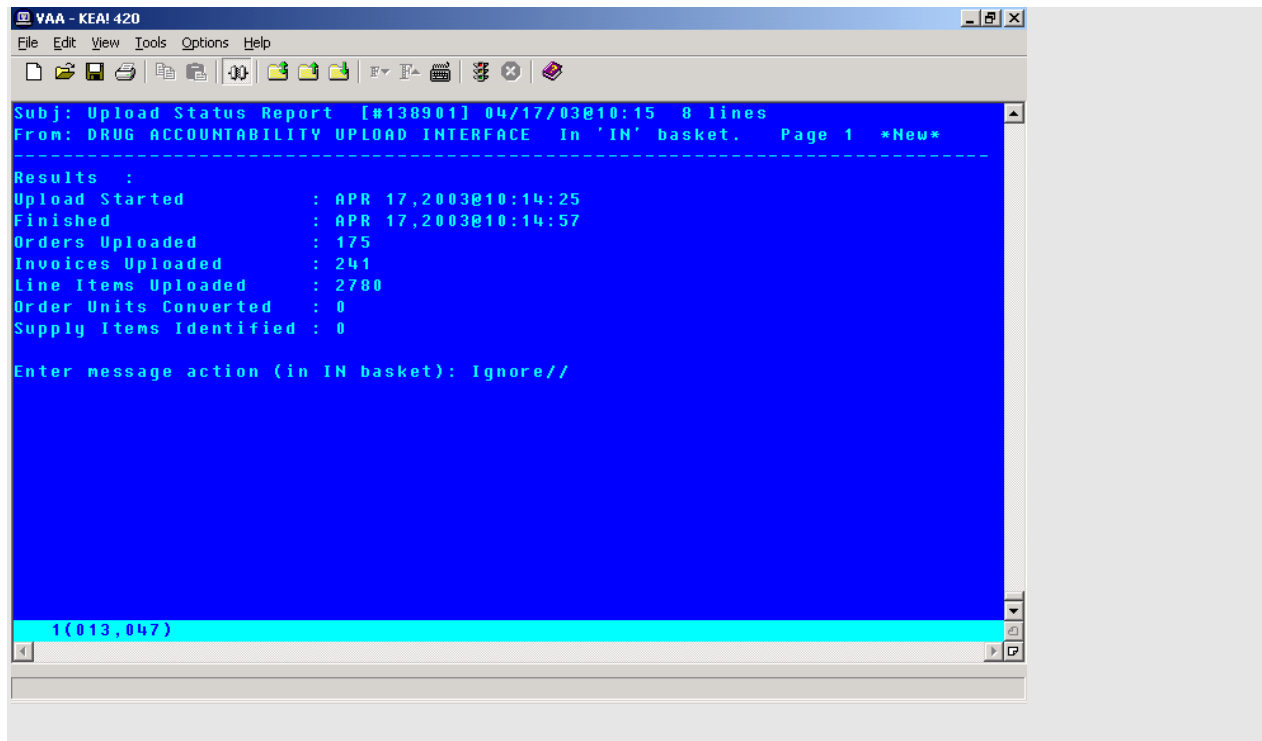 VAA - KEA! 420
File Edit View Tools Options Help
Subj: Upload Status Report [#138901] 04/17/03@10:15 8 lines
From: DRUG ACCOUNTABILITY UPLOAD INTERFACE In 'IN' basket. Page 1 *New*
-------------------------------------------------------------------------------
Results :
Upload Started : APR 17,2003@10:14:25
Finished : APR 17,2003@10:14:57
Orders Uploaded : 175
Invoices Uploaded : 241
Line Items Uploaded : 2780
Order Units Converted : 0
Supply Items Identified : 0
Enter message action (in IN basket): Ignore//
1(013,047)